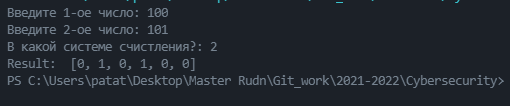 Введите 1-ое число: 100
Введите 2-ое число: 101
В какой системе счистления?: 2
Result:  [0, 1, 0, 1, 0, 0]
PS C:\Users\patat\Desktop\Master Rudn\Git_work\2021-2022\Cybersecurity>